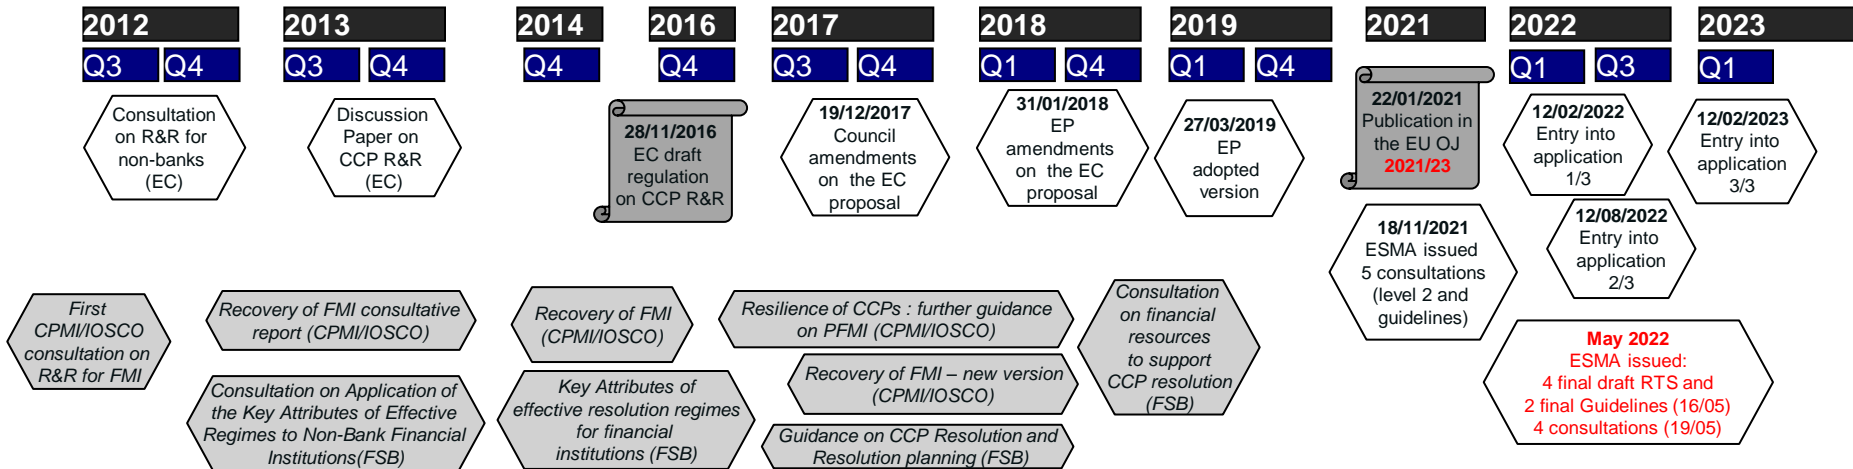 2012
2013
2014
2016
2017
2018
2019
2021
2022
2023
Q3
Q4
Q3
Q4
Q4
Q4
Q3
Q4
Q1
Q4
Q1
Q4
Q1
Q3
Q1
Consultation
on R&R for
non-banks
(EC)
Discussion
Paper on
CCP R&R
(EC)
28/11/2016
EC draft
regulation
on CCP R&R
19/12/2017
Council
amendments
on the EC
proposal
31/01/2018
EP
amendments
on the EC
proposal
27/03/2019
EP
adopted
version
22/01/2021
Publication in
the EU OJ
2021/23
12/02/2022
Entry into
application
1/3
12/02/2023
Entry into
application
3/3
18/11/2021
ESMA issued
5 consultations
(level 2 and
guidelines)
12/08/2022
Entry into
application
2/3
First
CPMI/IOSCO
consultation on
R&R for FMI
Recovery of FMI consultative
report (CPMI/IOSCO)
Consultation on Application of
the Key Attributes of Effective
Regimes to Non-Bank Financial
Institutions(FSB)
Recovery of FMI
(CPMI/IOSCO)
Key Attributes of
effective resolution regimes
for financial
institutions (FSB)
Resilience of CCPs : further guidance
on PFMI (CPMI/IOSCO)
Recovery of FMI – new version
(CPMI/IOSCO)
Guidance on CCP Resolution and
Resolution planning (FSB)
Consultation
on financial
resources
to support
CCP resolution
(FSB)
May 2022
ESMA issued:
4 final draft RTS and
2 final Guidelines (16/05)
4 consultations (19/05)